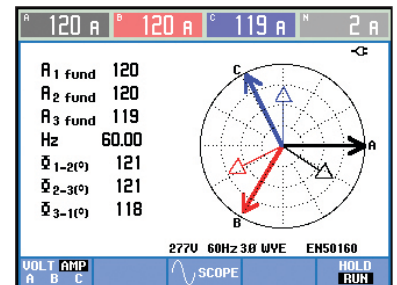 A 120 A B 120 A C 119 A N 2 A
A1 fund 120
A2 fund 120
A3 fund 119
Hz 60.00
Φ1-2(°) 121
Φ2-3(°) 121
Φ3-1(°) 118
C
A
B
277V 60Hz 3Ø WYE EN50160
VOLT AMP
A B C
SCOPE
HOLD
RUN